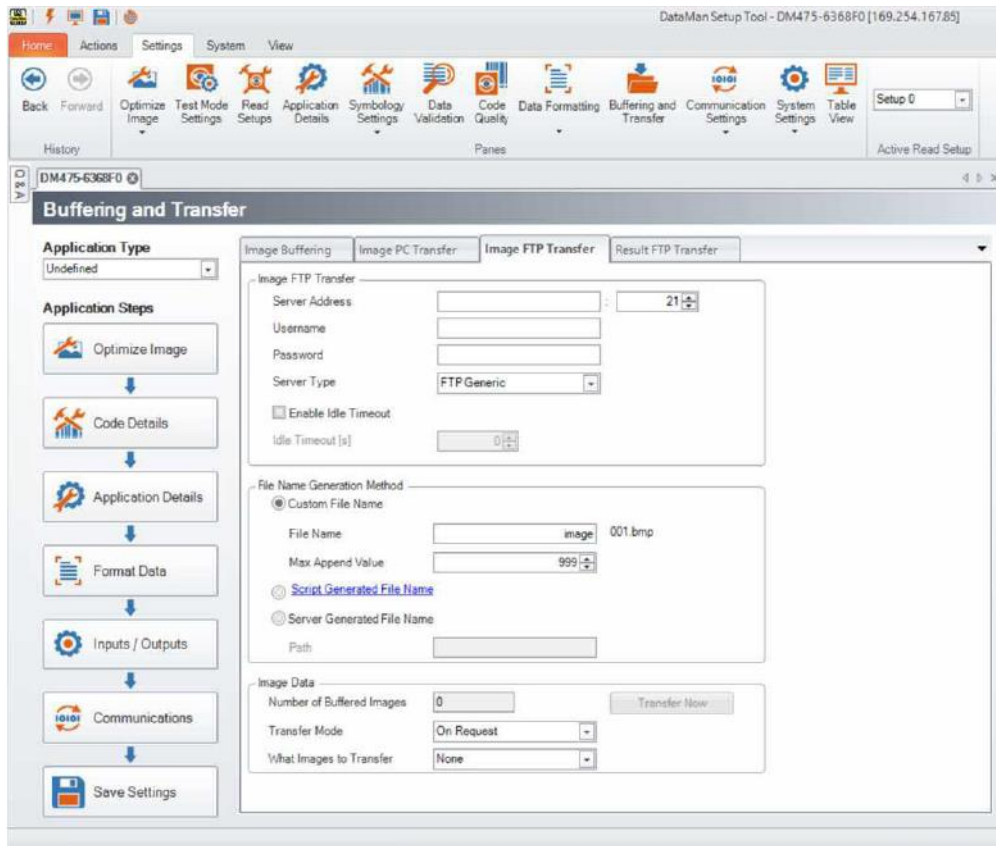 DataMan Setup Tool - DM475-6368F0 [169.254.167.85]
Home Actions Settings System View
Back Forward Optimize Image Test Mode Settings Read Setups Application Details Symbology Settings Data Validation Code Quality Data Formatting Buffering and Transfer Communication Settings System Settings Table View Setup 0
History Panes Active Read Setup
Q & A
DM475-6368F0
Buffering and Transfer
Application Type
Undefined
Application Steps
Optimize Image
Code Details
Application Details
Format Data
Inputs / Outputs
Communications
Save Settings
Image Buffering Image PC Transfer Image FTP Transfer Result FTP Transfer
Image FTP Transfer
Server Address : 21
Username
Password
Server Type FTP Generic
Enable Idle Timeout
Idle Timeout [s] 0
File Name Generation Method
Custom File Name
File Name image 001.bmp
Max Append Value 999
Script Generated File Name
Server Generated File Name
Path
Image Data
Number of Buffered Images 0 Transfer Now
Transfer Mode On Request
What Images to Transfer None